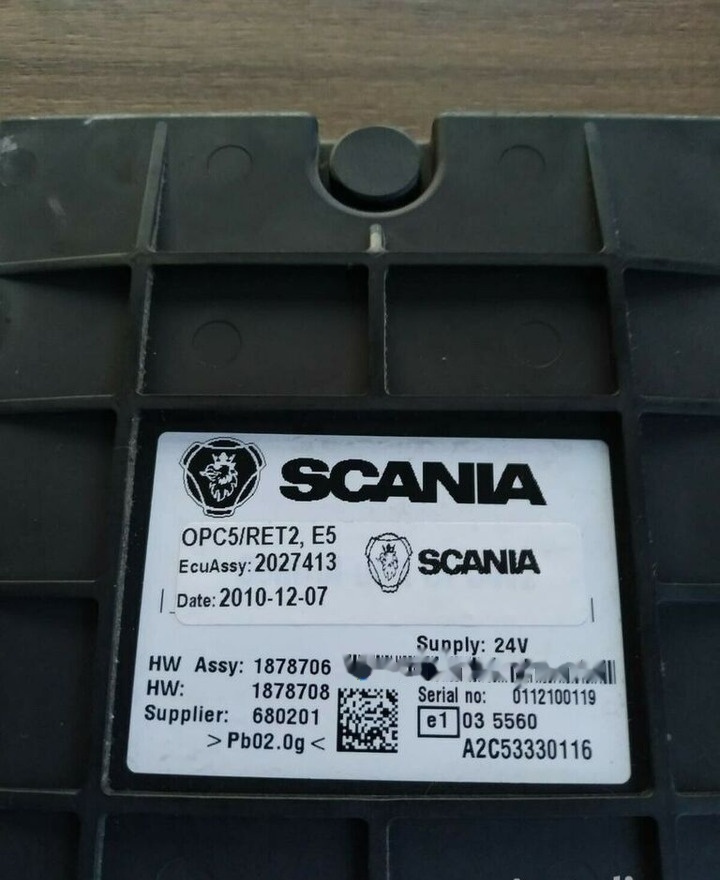 SCANIA
OPC5/RET2, E5
EcuAssy: 2027413
SCANIA
Date: 2010-12-07
Supply: 24V
HW Assy: 1878706
HW: 1878708
Serial no: 0112100119
Supplier: 680201
e1 03 5560
>Pb02.0g<
A2C53330116